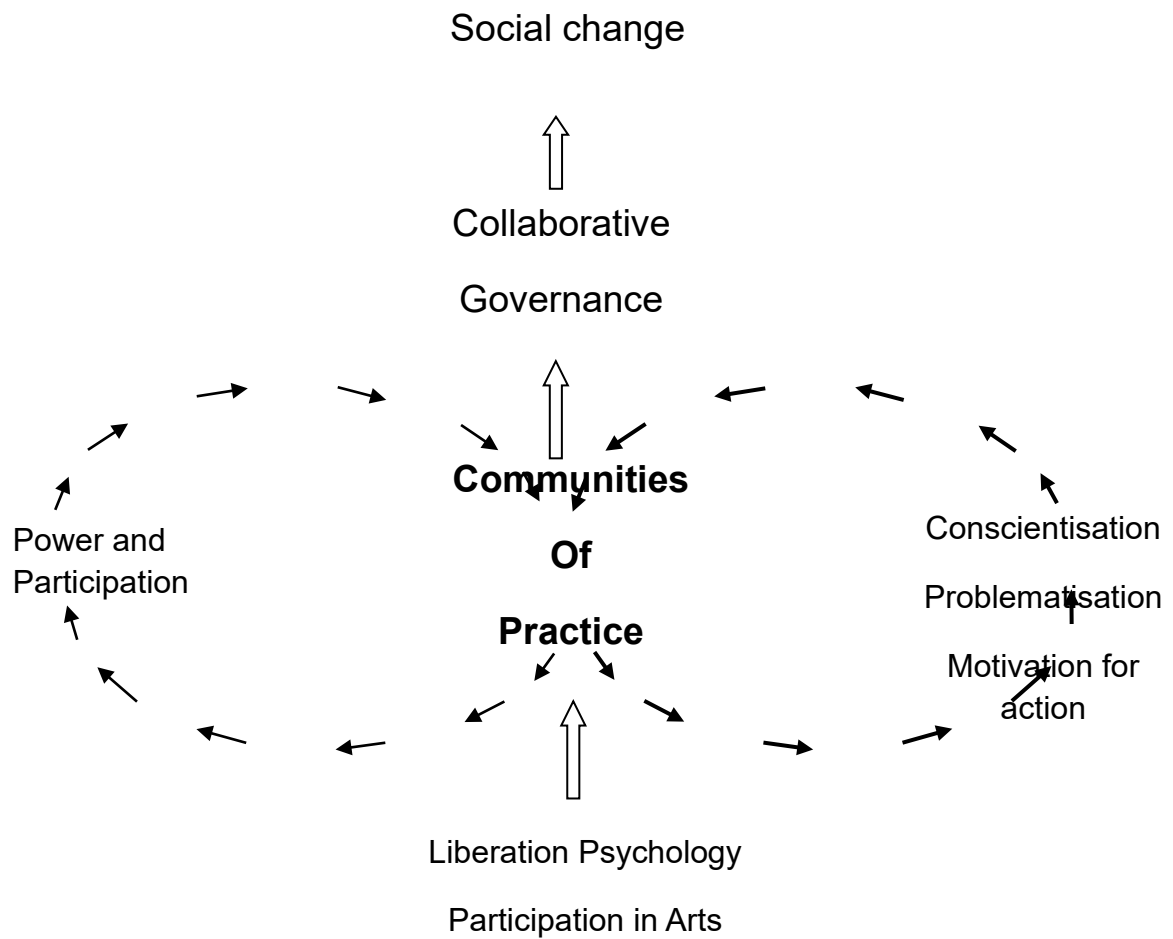 Social change
Collaborative
Governance
Communities
Of
Practice
Power and
Participation
Conscientisation
Problematisation
Motivation for
action
Liberation Psychology
Participation in Arts